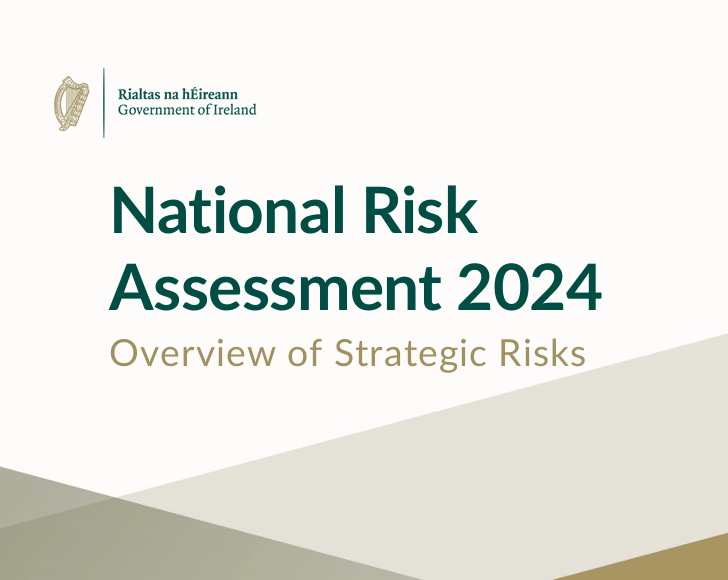 Rialtas na hÉireann
Government of Ireland
National Risk
Assessment 2024
Overview of Strategic Risks